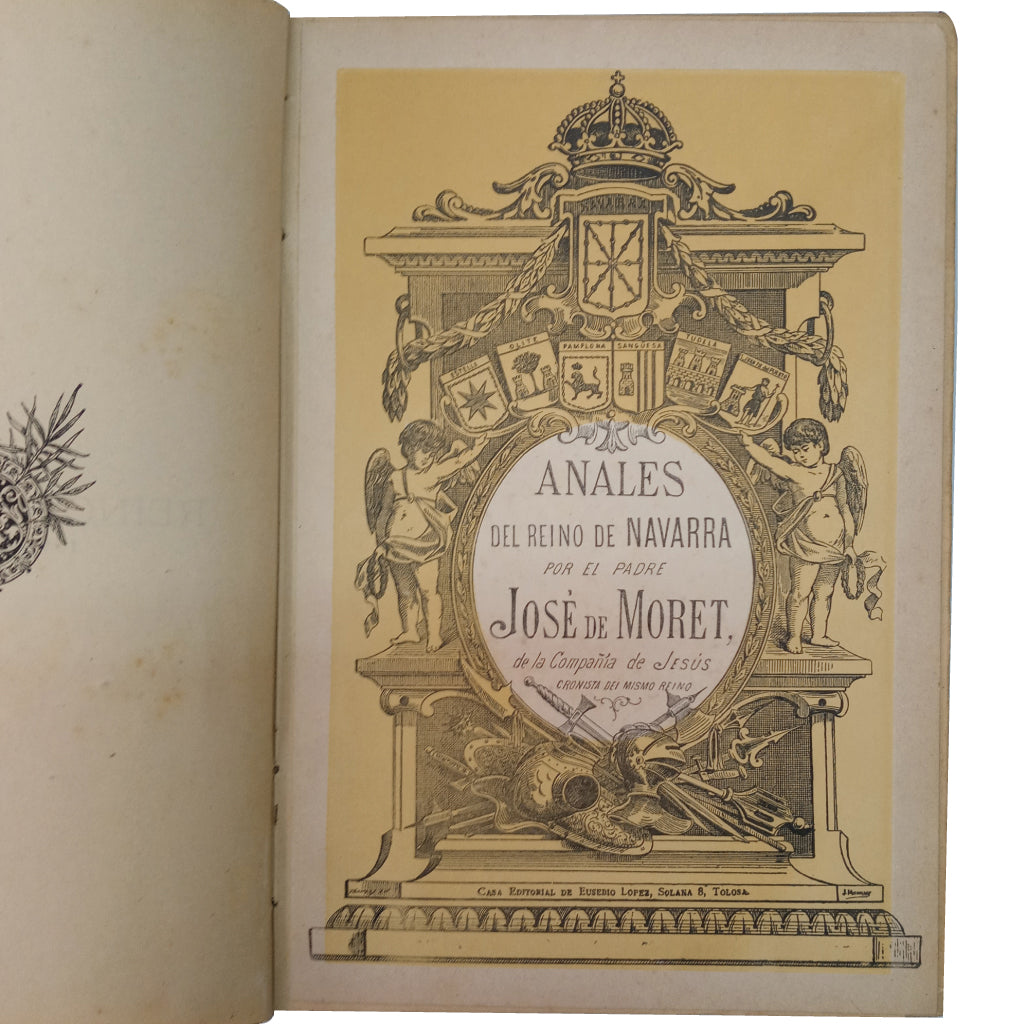 NAVARRA
ESTELLA
OLITE
PAMPLONA
SANGÜESA
TUDELA
ANALES
DEL REINO DE NAVARRA
POR EL PADRE
JOSÉ DE MORET,
de la Compañía de JESÚS
CRONISTA DEL MISMO REINO
CASA EDITORIAL DE EUSEBIO LOPEZ, SOLANA 8, TOLOSA.